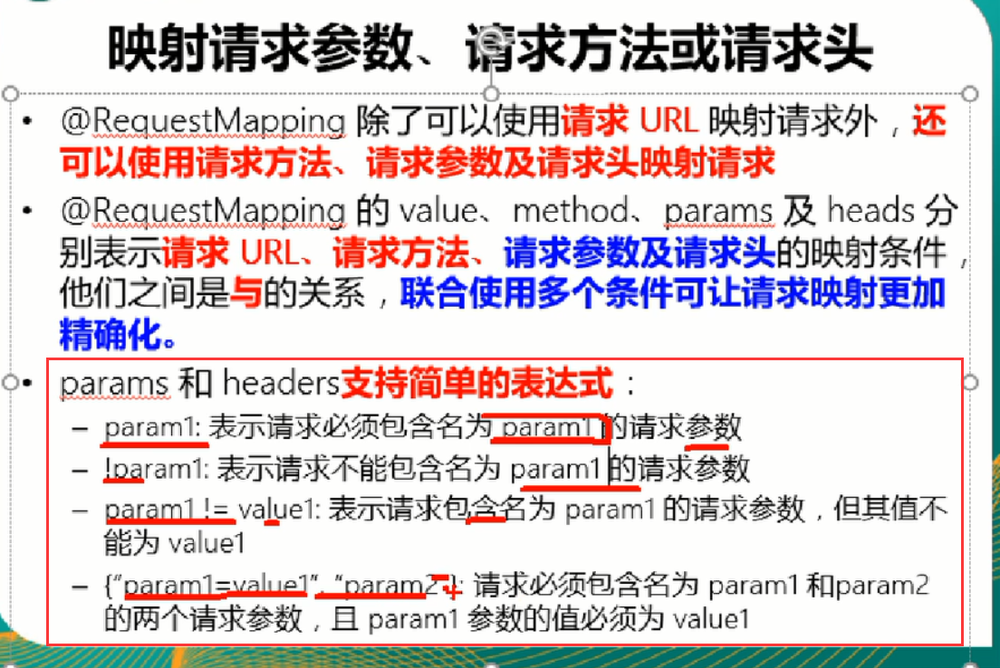 映射请求参数、请求方法或请求头
• @RequestMapping 除了可以使用请求 URL 映射请求外，还
可以使用请求方法、请求参数及请求头映射请求
• @RequestMapping 的 value、method、params 及 heads 分
别表示请求 URL、请求方法、请求参数及请求头的映射条件，
他们之间是与的关系，联合使用多个条件可让请求映射更加
精确化。
• params 和 headers支持简单的表达式：
– param1: 表示请求必须包含名为 param1 的请求参数
– !param1: 表示请求不能包含名为 param1 的请求参数
– param1 != value1: 表示请求包含名为 param1 的请求参数，但其值不
能为 value1
– {“param1=value1”, “param2”}: 请求必须包含名为 param1 和param2
的两个请求参数，且 param1 参数的值必须为 value1